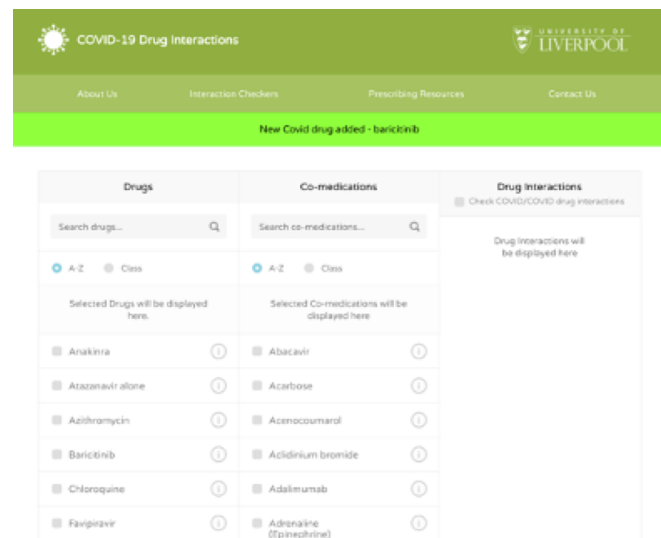 COVID-19 Drug Interactions
UNIVERSITY OF
LIVERPOOL
About Us
Interaction Checkers
Prescribing Resources
Contact Us
New Covid drug added - baricitinib
Drugs
Co-medications
Drug Interactions
Check COVID/COVID drug interactions
Search drugs...
Search co-medications...
Drug Interactions will
be displayed here
A-Z
Class
A-Z
Class
Selected Drugs will be displayed
here.
Selected Co-medications will be
displayed here
Anakinra
Abacavir
Atazanavir alone
Acarbose
Azithromycin
Acenocoumarol
Baricitinib
Aclidinium bromide
Chloroquine
Adalimumab
Favipiravir
Adrenaline
(Epinephrine)